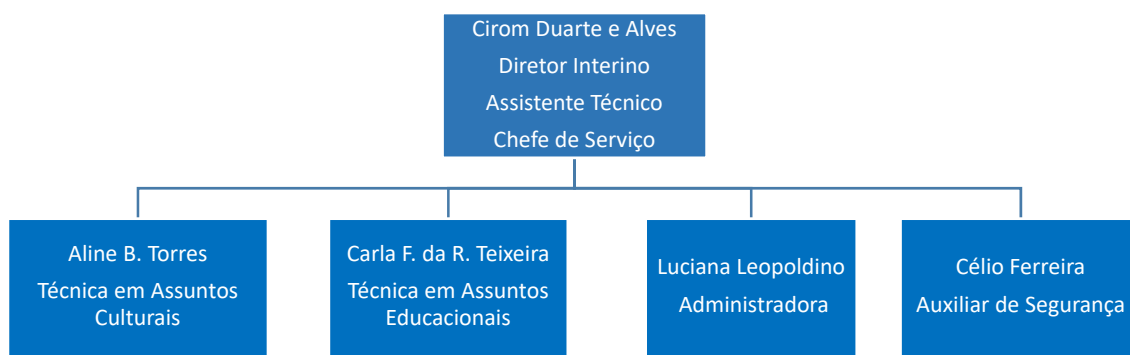 Cirom Duarte e Alves
Diretor Interino
Assistente Técnico
Chefe de Serviço
Aline B. Torres
Técnica em Assuntos
Culturais
Carla F. da R. Teixeira
Técnica em Assuntos
Educacionais
Luciana Leopoldino
Administradora
Célio Ferreira
Auxiliar de Segurança